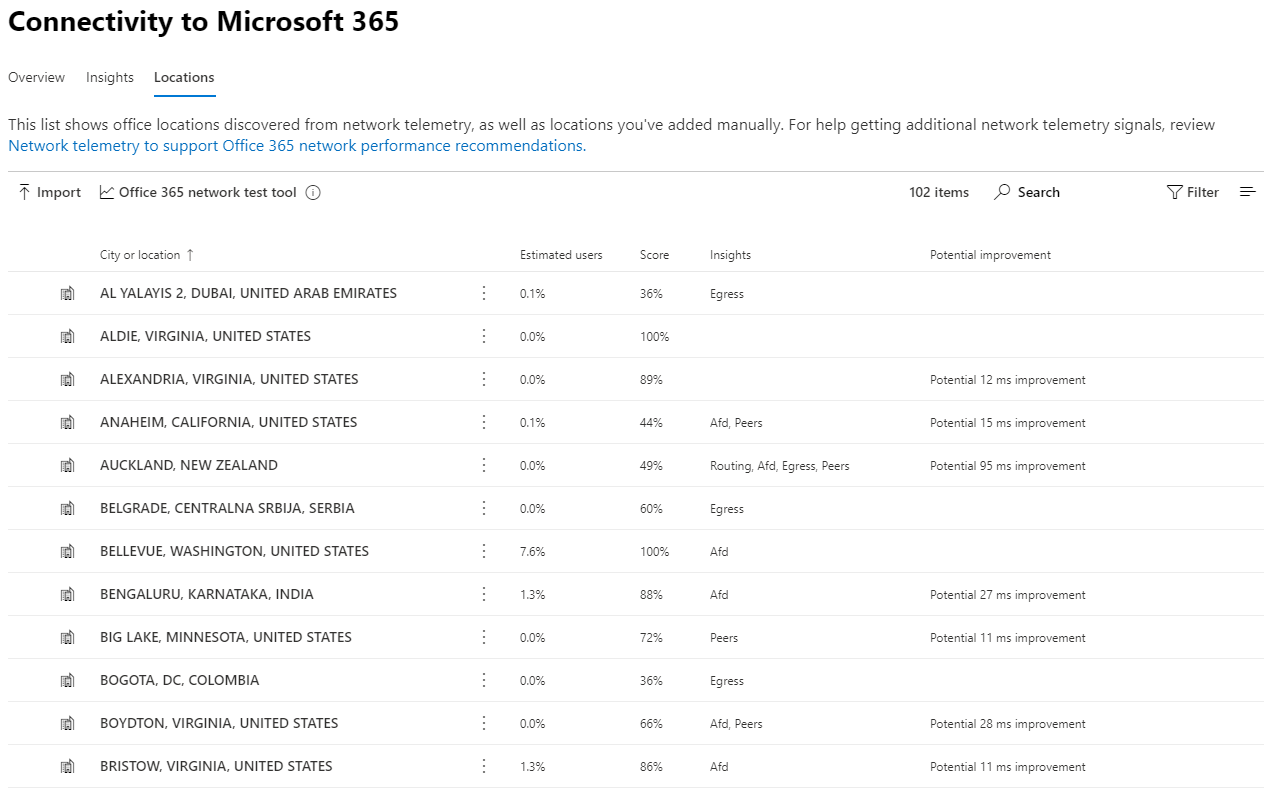 Connectivity to Microsoft 365
Overview Insights Locations
This list shows office locations discovered from network telemetry, as well as locations you've added manually. For help getting additional network telemetry signals, review
Network telemetry to support Office 365 network performance recommendations.
Import Office 365 network test tool 102 items Search Filter
City or location ↑ Estimated users Score Insights Potential improvement
AL YALAYIS 2, DUBAI, UNITED ARAB EMIRATES 0.1% 36% Egress
ALDIE, VIRGINIA, UNITED STATES 0.0% 100%
ALEXANDRIA, VIRGINIA, UNITED STATES 0.0% 89% Potential 12 ms improvement
ANAHEIM, CALIFORNIA, UNITED STATES 0.1% 44% Afd, Peers Potential 15 ms improvement
AUCKLAND, NEW ZEALAND 0.0% 49% Routing, Afd, Egress, Peers Potential 95 ms improvement
BELGRADE, CENTRALNA SRBIJA, SERBIA 0.0% 60% Egress
BELLEVUE, WASHINGTON, UNITED STATES 7.6% 100% Afd
BENGALURU, KARNATAKA, INDIA 1.3% 88% Afd Potential 27 ms improvement
BIG LAKE, MINNESOTA, UNITED STATES 0.0% 72% Peers Potential 11 ms improvement
BOGOTA, DC, COLOMBIA 0.0% 36% Egress
BOYDTON, VIRGINIA, UNITED STATES 0.0% 66% Afd, Peers Potential 28 ms improvement
BRISTOW, VIRGINIA, UNITED STATES 1.3% 86% Afd Potential 11 ms improvement